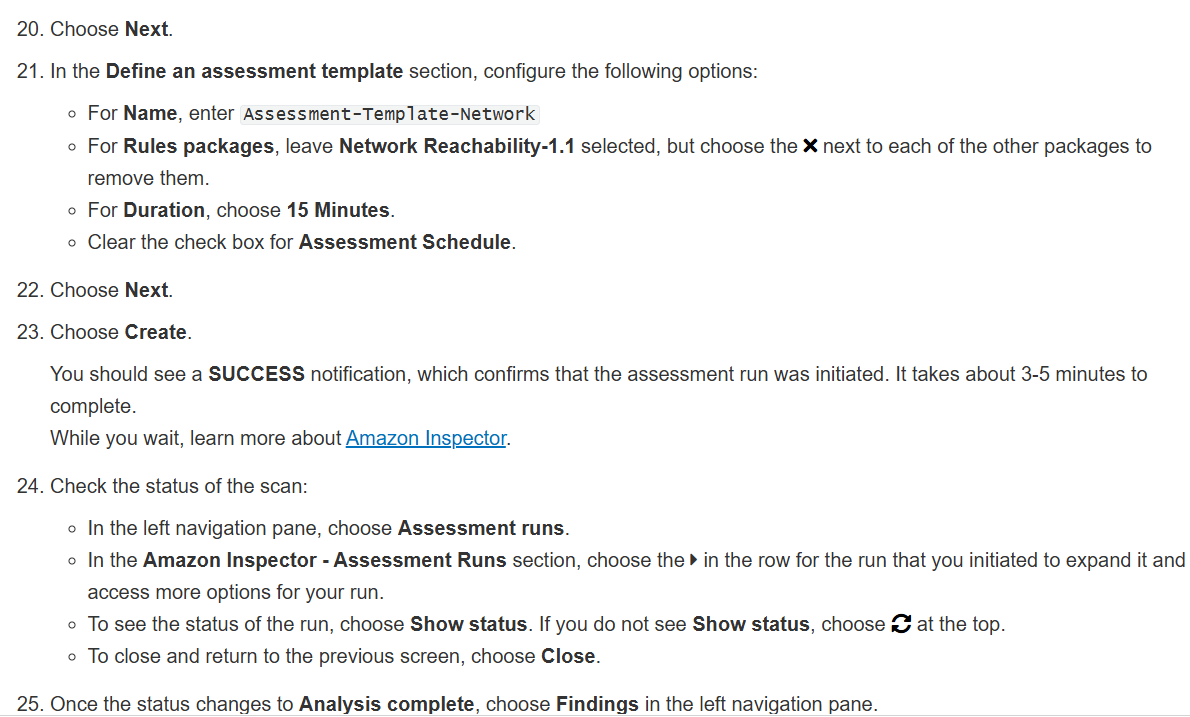 20. Choose Next.
21. In the Define an assessment template section, configure the following options:
For Name, enter Assessment-Template-Network
For Rules packages, leave Network Reachability-1.1 selected, but choose the ✖ next to each of the other packages to
remove them.
For Duration, choose 15 Minutes.
Clear the check box for Assessment Schedule.
22. Choose Next.
23. Choose Create.
You should see a SUCCESS notification, which confirms that the assessment run was initiated. It takes about 3-5 minutes to
complete.
While you wait, learn more about Amazon Inspector.
24. Check the status of the scan:
In the left navigation pane, choose Assessment runs.
In the Amazon Inspector - Assessment Runs section, choose the in the row for the run that you initiated to expand it and
access more options for your run.
To see the status of the run, choose Show status. If you do not see Show status, choose at the top.
To close and return to the previous screen, choose Close.
25. Once the status changes to Analysis complete, choose Findings in the left navigation pane.